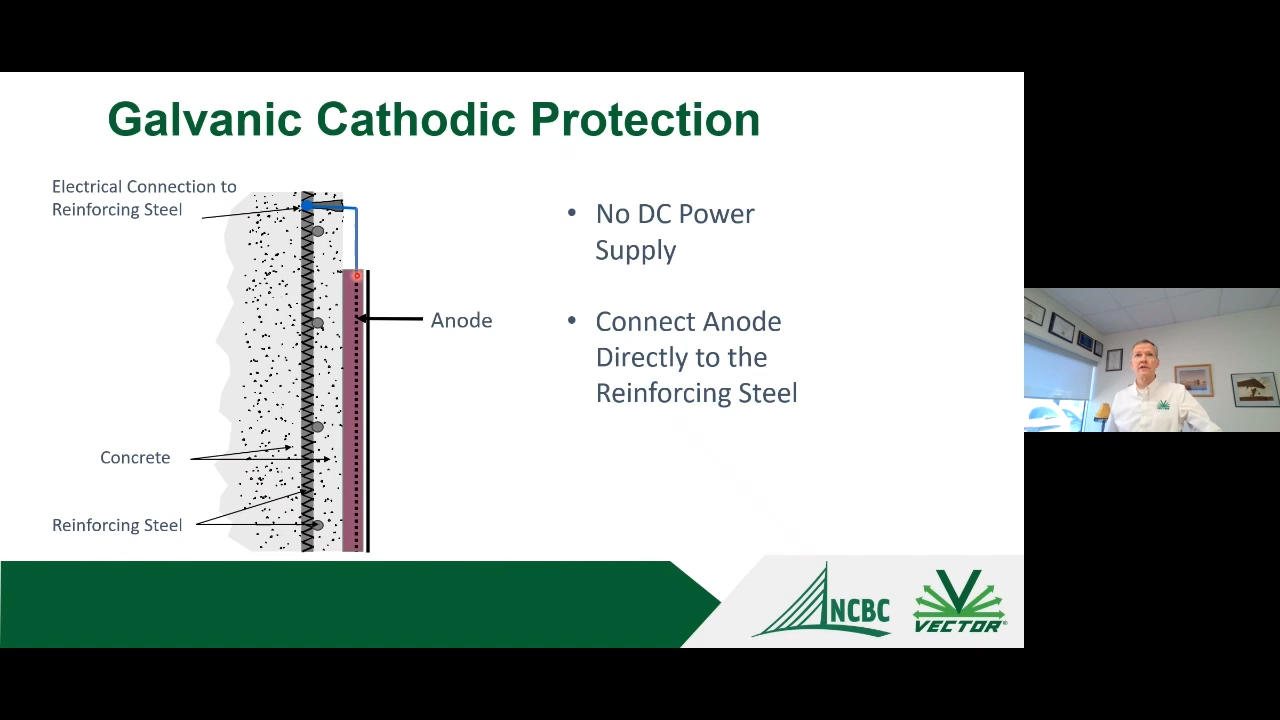 Galvanic Cathodic Protection
Electrical Connection to
Reinforcing Steel
Anode
Concrete
Reinforcing Steel
• No DC Power
Supply
• Connect Anode
Directly to the
Reinforcing Steel
NCBC
VECTOR®